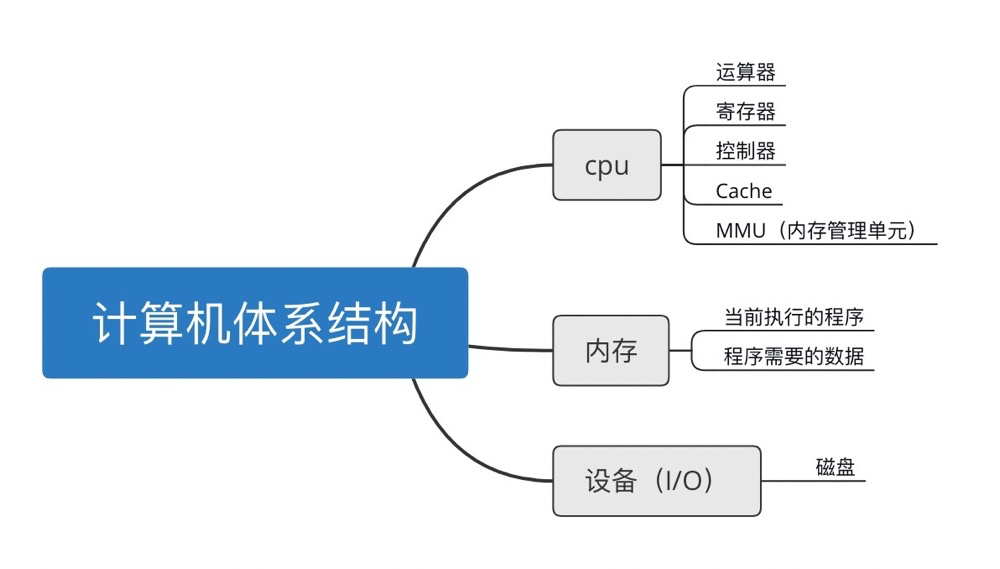 计算机体系结构
cpu
运算器
寄存器
控制器
Cache
MMU（内存管理单元）
内存
当前执行的程序
程序需要的数据
设备（I/O）
磁盘